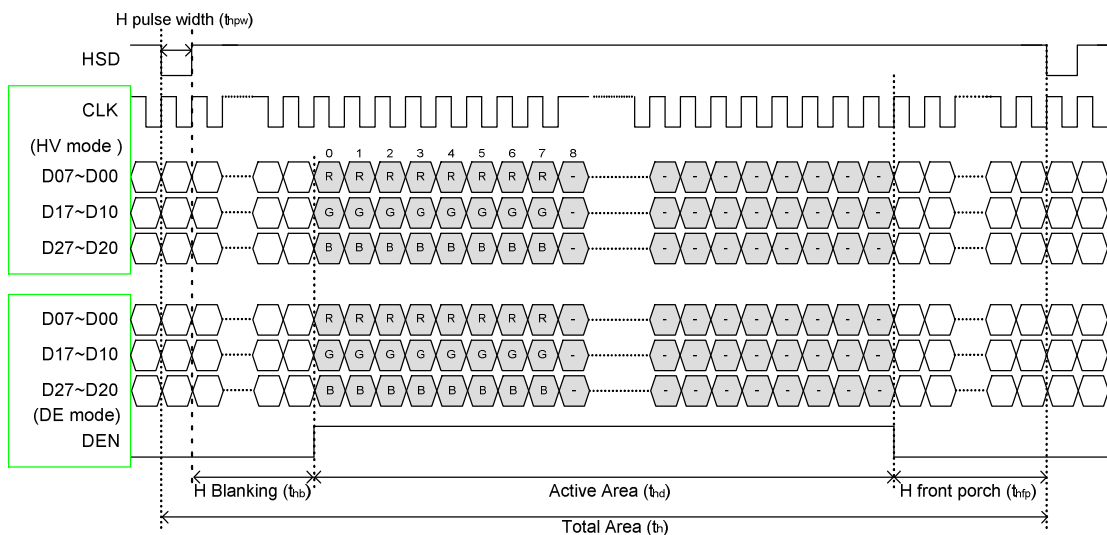 H pulse width (thpw)
HSD
CLK
(HV mode )
0 1 2 3 4 5 6 7 8
D07~D00 R R R R R R R R - - - - - - - - -
D17~D10 G G G G G G G G - - - - - - - - -
D27~D20 B B B B B B B B - - - - - - - - -
D07~D00 R R R R R R R R - - - - - - - - -
D17~D10 G G G G G G G G - - - - - - - - -
D27~D20 B B B B B B B B - - - - - - - - -
(DE mode)
DEN
H Blanking (thb) Active Area (thd) H front porch (thfp)
Total Area (th)